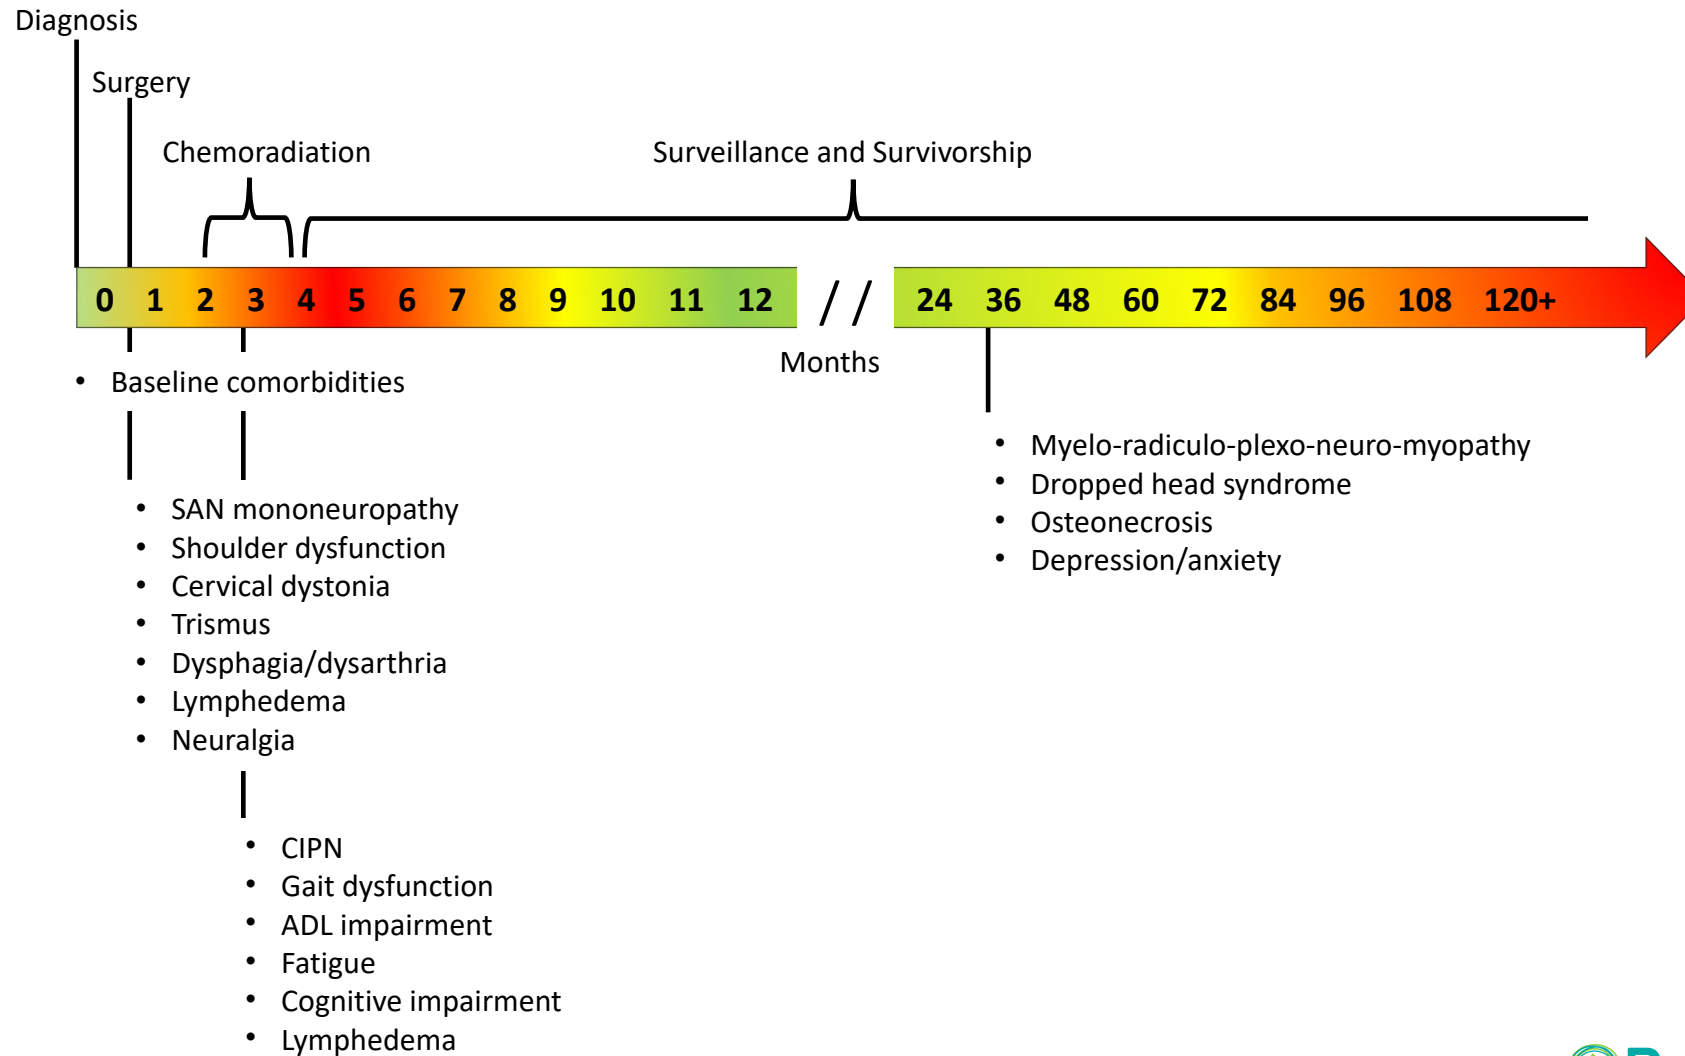 Diagnosis
Surgery
Chemoradiation
Surveillance and Survivorship
0 1 2 3 4 5 6 7 8 9 10 11 12 // 24 36 48 60 72 84 96 108 120+
Months
• Baseline comorbidities
• SAN mononeuropathy
• Shoulder dysfunction
• Cervical dystonia
• Trismus
• Dysphagia/dysarthria
• Lymphedema
• Neuralgia
• CIPN
• Gait dysfunction
• ADL impairment
• Fatigue
• Cognitive impairment
• Lymphedema
• Myelo-radiculo-plexo-neuro-myopathy
• Dropped head syndrome
• Osteonecrosis
• Depression/anxiety